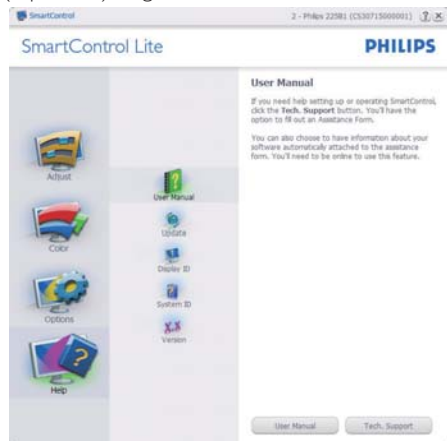 SmartControl
2 - Philips 225B1 (CS30715000001)
SmartControl Lite
PHILIPS
User Manual
If you need help setting up or operating SmartControl,
click the Tech. Support button. You'll have the
option to fill out an Assistance Form.
You can also choose to have information about your
software automatically attached to the assistance
form. You'll need to be online to use this feature.
Adjust
Color
Options
Help
User Manual
Update
Display ID
System ID
X.X
Version
User Manual
Tech. Support